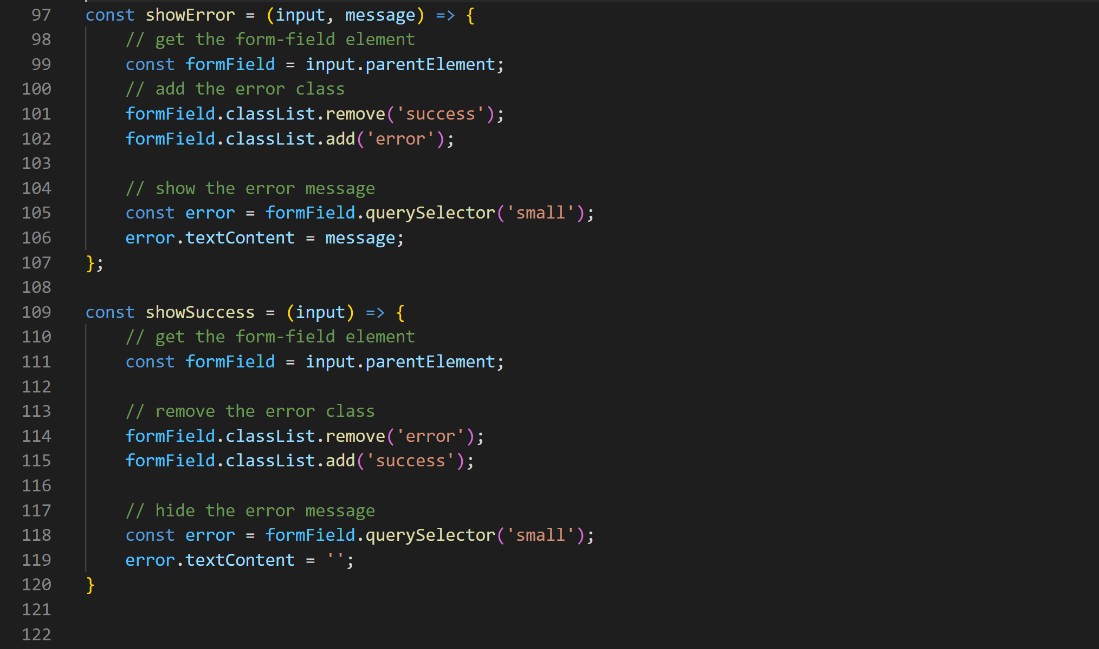 97 const showError = (input, message) => {
98     // get the form-field element
99     const formField = input.parentElement;
100     // add the error class
101     formField.classList.remove('success');
102     formField.classList.add('error');
103
104     // show the error message
105     const error = formField.querySelector('small');
106     error.textContent = message;
107 };
108
109 const showSuccess = (input) => {
110     // get the form-field element
111     const formField = input.parentElement;
112
113     // remove the error class
114     formField.classList.remove('error');
115     formField.classList.add('success');
116
117     // hide the error message
118     const error = formField.querySelector('small');
119     error.textContent = '';
120 }
121
122